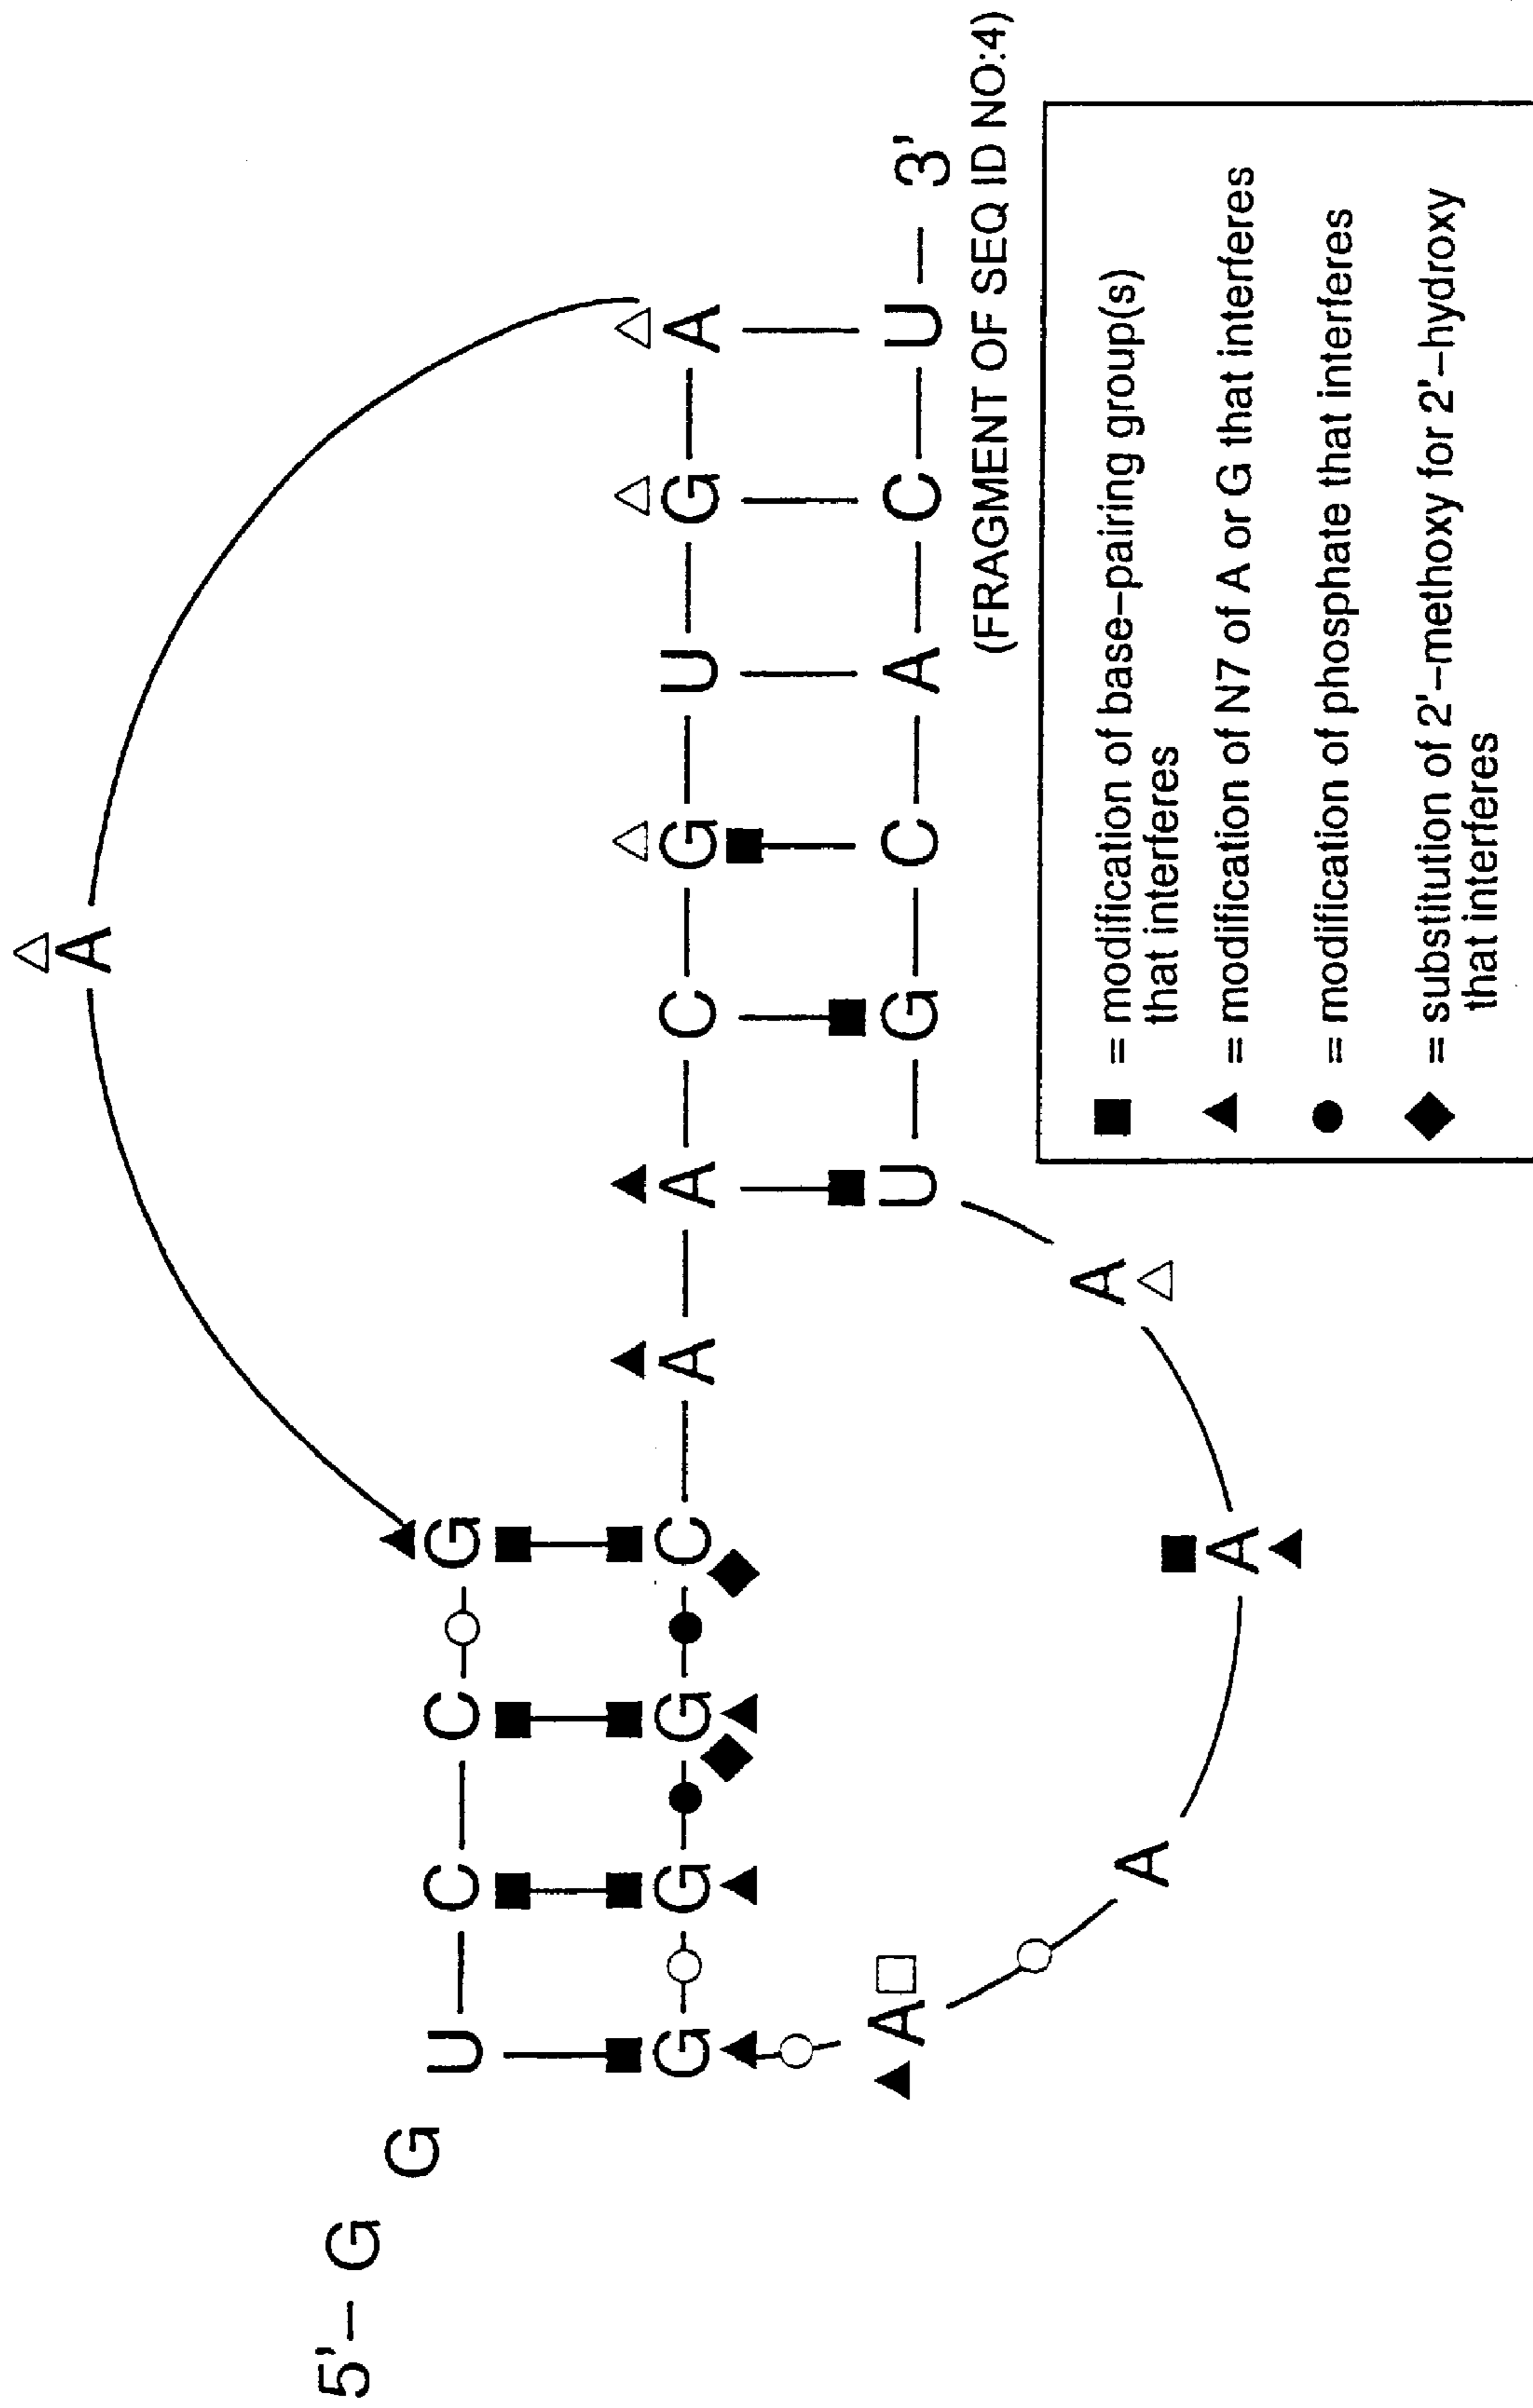 A
5'– G G U – C – C – G
G – G – G – C – A – A – C – G – U – G – A
A U – G – C – C – A – C – U – 3'
(FRAGMENT OF SEQ ID NO:4)
A A
A
■ = modification of base–pairing group(s)
that interferes
▲ = modification of N7 of A or G that interferes
● = modification of phosphate that interferes
◆ = substitution of 2'–methoxy for 2'–hydroxy
that interferes